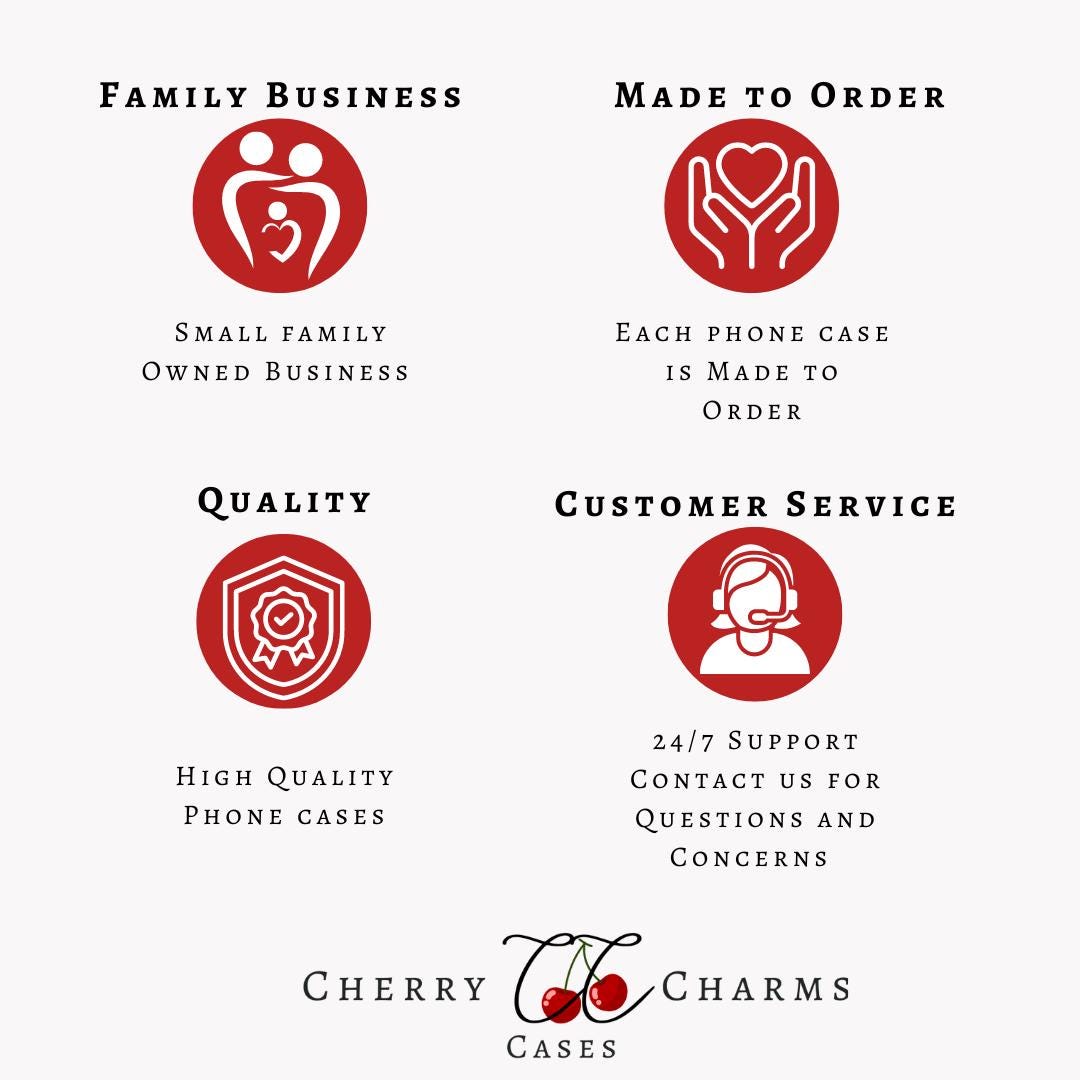 Family Business
Made to Order
Small family
Owned Business
Each phone case
is Made to
Order
Quality
Customer Service
High Quality
Phone cases
24/7 Support
Contact us for
Questions and
Concerns
Cherry CC Charms
Cases